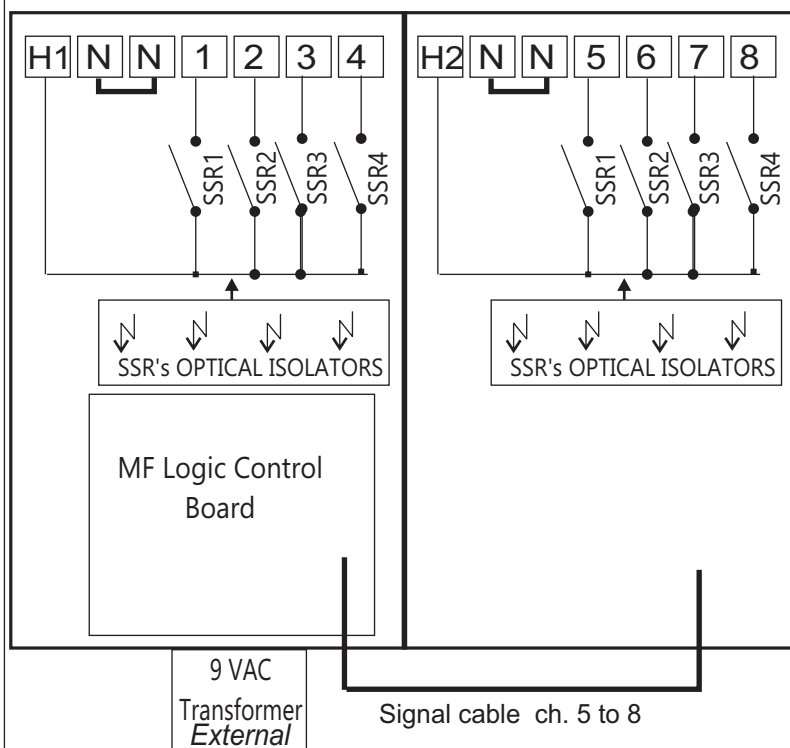 H1 N N 1 2 3 4
H2 N N 5 6 7 8
SSR1 SSR2 SSR3 SSR4
SSR1 SSR2 SSR3 SSR4
SSR's OPTICAL ISOLATORS
SSR's OPTICAL ISOLATORS
MF Logic Control
Board
9 VAC
Transformer
External
Signal cable ch. 5 to 8